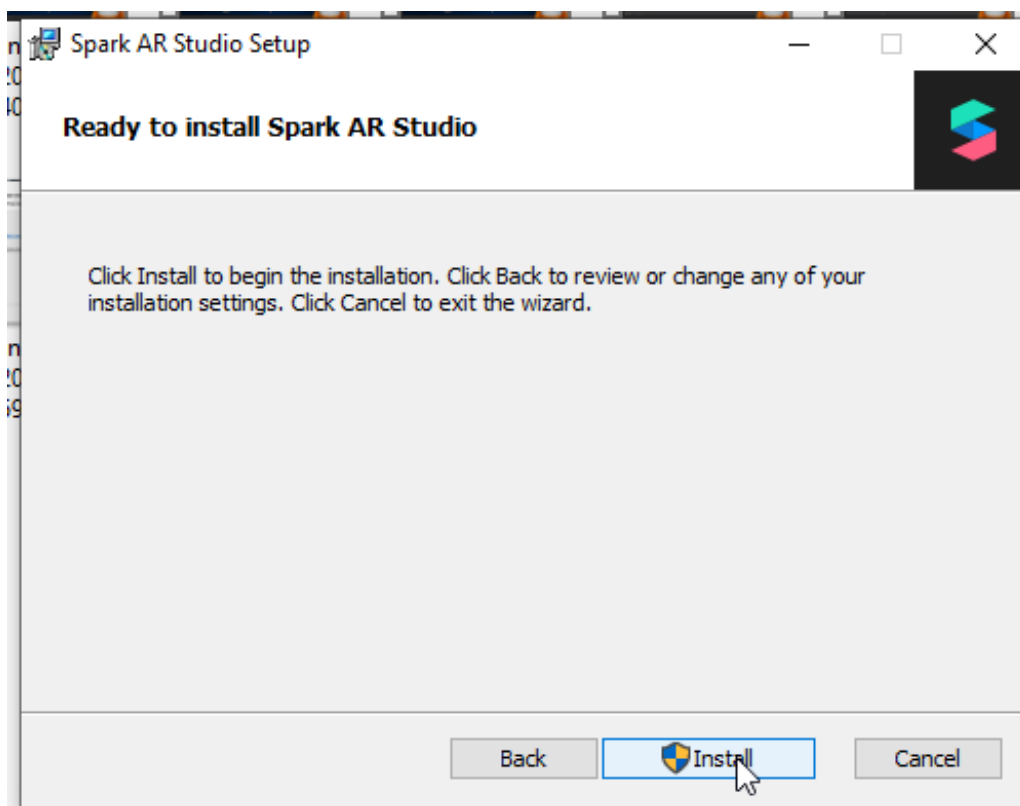 Spark AR Studio Setup
Ready to install Spark AR Studio
Click Install to begin the installation. Click Back to review or change any of your
installation settings. Click Cancel to exit the wizard.
Back
Install
Cancel